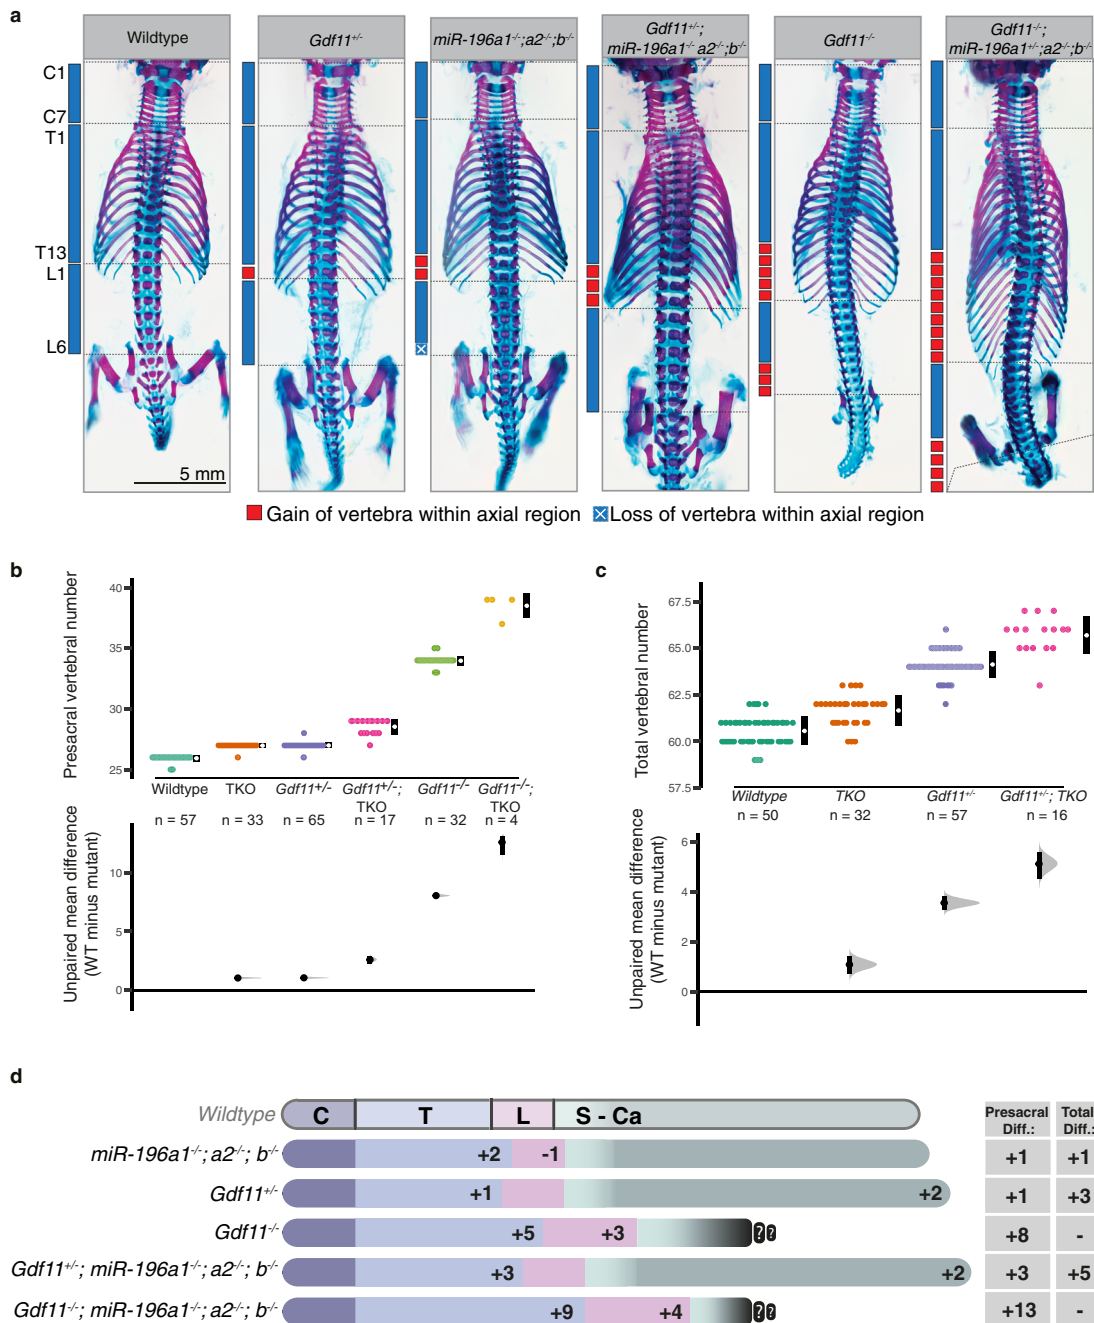 a
Wildtype
Gdf11+/-
miR-196a1-/-;a2-/-;b-/-
Gdf11+/-;
miR-196a1-/- a2-/-;b-/-
Gdf11-/-
Gdf11-/-;
miR-196a1+/-;a2-/-;b-/-
C1
C7
T1
T13
L1
L6
5 mm
Gain of vertebra within axial region
Loss of vertebra within axial region
b
Presacral vertebral number
40
35
30
25
Wildtype
TKO
Gdf11+/-
Gdf11+/-;
TKO
Gdf11-/-
Gdf11-/-;
TKO
n = 57
n = 33
n = 65
n = 17
n = 32
n = 4
Unpaired mean difference
(WT minus mutant)
10
5
0
c
Total vertebral number
67.5
65.0
62.5
60.0
57.5
Wildtype
TKO
Gdf11+/-
Gdf11+/-; TKO
n = 50
n = 32
n = 57
n = 16
Unpaired mean difference
(WT minus mutant)
6
4
2
0
d
Wildtype
C
T
L
S - Ca
Presacral
Diff.:
Total
Diff.:
miR-196a1-/-; a2-/-; b-/-
+2
-1
+1
+1
Gdf11+/-
+1
+2
+1
+3
Gdf11-/-
+5
+3
? ?
+8
-
Gdf11+/-; miR-196a1-/-; a2-/-; b-/-
+3
+2
+3
+5
Gdf11-/-; miR-196a1-/-; a2-/-; b-/-
+9
+4
? ?
+13
-